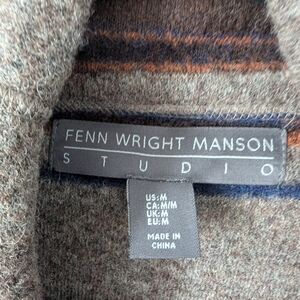 FENN WRIGHT MANSON
STUDIO
US:M
CA:M/M
UK:M
EU:M
MADE IN
CHINA